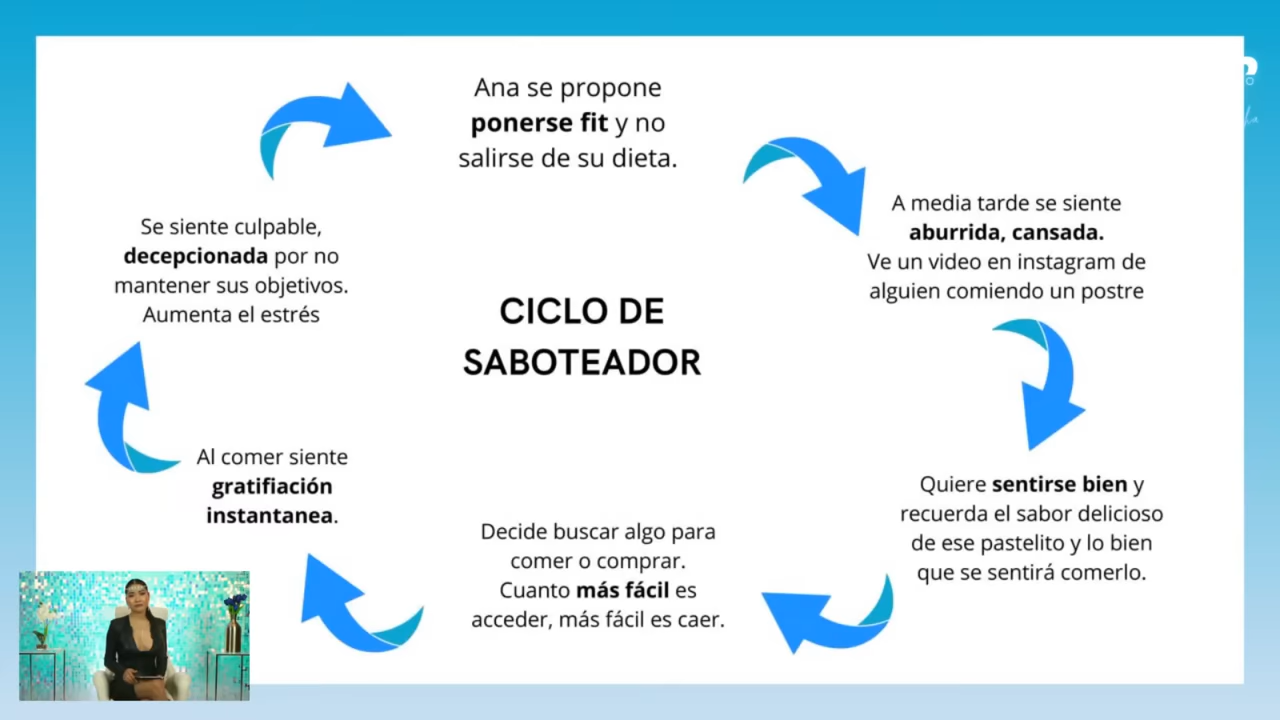 Ana se propone
ponerse fit y no
salirse de su dieta.
A media tarde se siente
aburrida, cansada.
Ve un video en instagram de
alguien comiendo un postre
Quiere sentirse bien y
recuerda el sabor delicioso
de ese pastelito y lo bien
que se sentirá comerlo.
Decide buscar algo para
comer o comprar.
Cuanto más fácil es
acceder, más fácil es caer.
Al comer siente
gratifiación
instantanea.
Se siente culpable,
decepcionada por no
mantener sus objetivos.
Aumenta el estrés
CICLO DE
SABOTEADOR